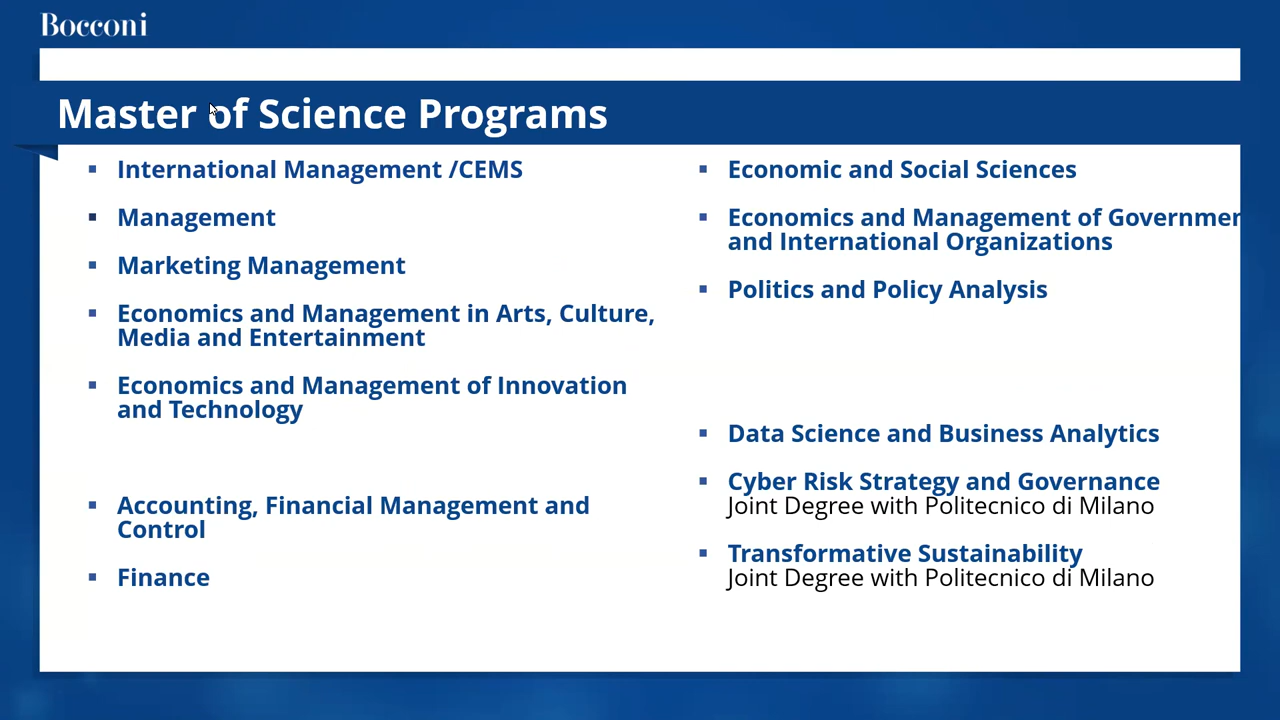 Bocconi
Master of Science Programs
International Management /CEMS
Management
Marketing Management
Economics and Management in Arts, Culture,
Media and Entertainment
Economics and Management of Innovation
and Technology
Accounting, Financial Management and
Control
Finance
Economic and Social Sciences
Economics and Management of Governmen
and International Organizations
Politics and Policy Analysis
Data Science and Business Analytics
Cyber Risk Strategy and Governance
Joint Degree with Politecnico di Milano
Transformative Sustainability
Joint Degree with Politecnico di Milano